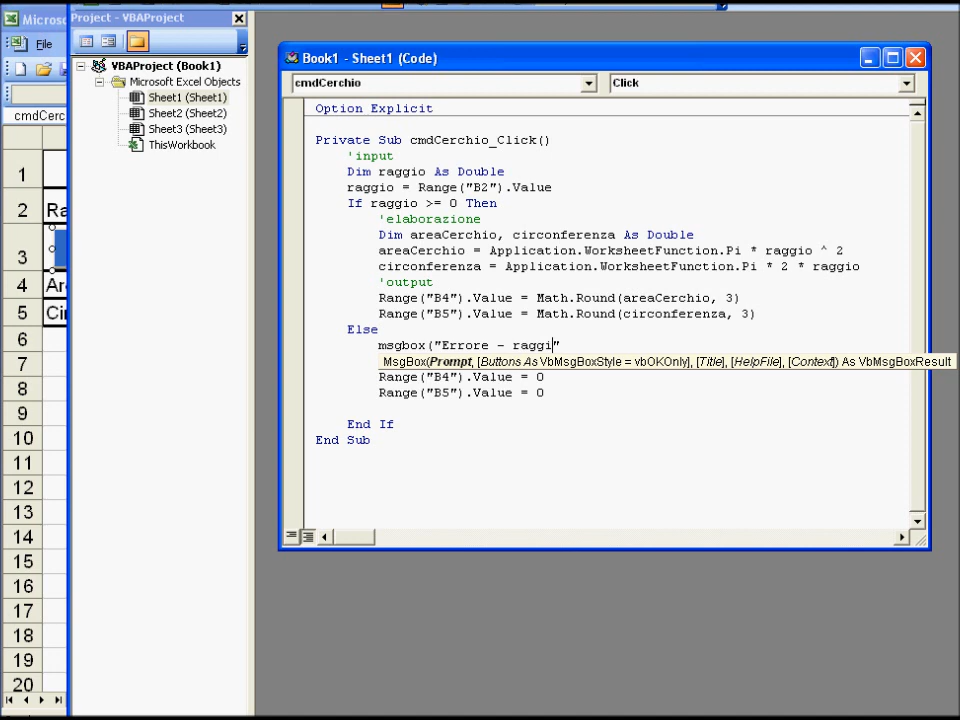 Project - VBAProject
File
VBAProject (Book1)
Microsoft Excel Objects
Sheet1 (Sheet1)
Sheet2 (Sheet2)
Sheet3 (Sheet3)
ThisWorkbook
cmdCerc
1
2 Ra
3
4 Ar
5 Cir
6
7
8
9
10
11
12
13
14
15
16
17
18
19
20
Book1 - Sheet1 (Code)
cmdCerchio Click
Option Explicit
Private Sub cmdCerchio_Click()
'input
Dim raggio As Double
raggio = Range("B2").Value
If raggio >= 0 Then
'elaborazione
Dim areaCerchio, circonferenza As Double
areaCerchio = Application.WorksheetFunction.Pi * raggio ^ 2
circonferenza = Application.WorksheetFunction.Pi * 2 * raggio
'output
Range("B4").Value = Math.Round(areaCerchio, 3)
Range("B5").Value = Math.Round(circonferenza, 3)
Else
msgbox("Errore - raggi"
MsgBox(Prompt, [Buttons As VbMsgBoxStyle = vbOKOnly], [Title], [HelpFile], [Context]) As VbMsgBoxResult
Range("B4").Value = 0
Range("B5").Value = 0
End If
End Sub